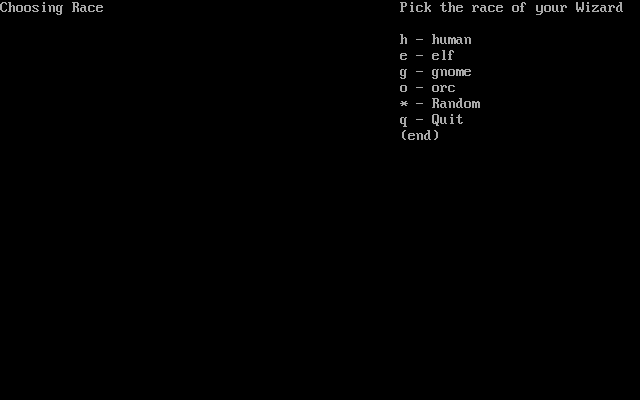 Choosing Race
Pick the race of your Wizard
h - human
e - elf
g - gnome
o - orc
* - Random
q - Quit
(end)